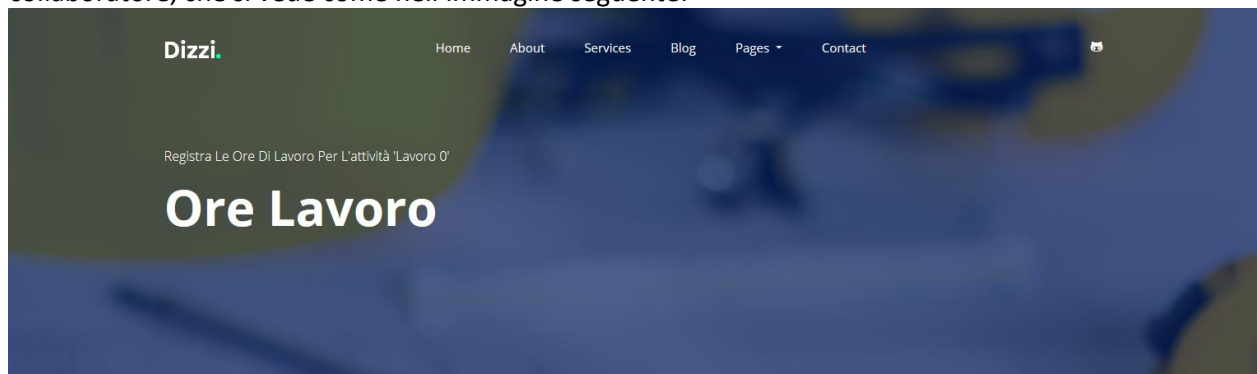 Dizzi. Home About Services Blog Pages Contact
Registra Le Ore Di Lavoro Per L'attività 'Lavoro 0'
Ore Lavoro